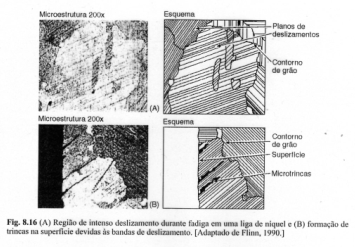 Microestrutura 200x
Esquema
Planos de
deslizamentos
Contorno
de grão
(A)
Microestrutura 200x
Esquema
Contorno
de grão
Superfície
Microtrincas
(B)
Fig. 8.16 (A) Região de intenso deslizamento durante fadiga em uma liga de níquel e (B) formação de
trincas na superfície devidas às bandas de deslizamento. [Adaptado de Flinn, 1990.]